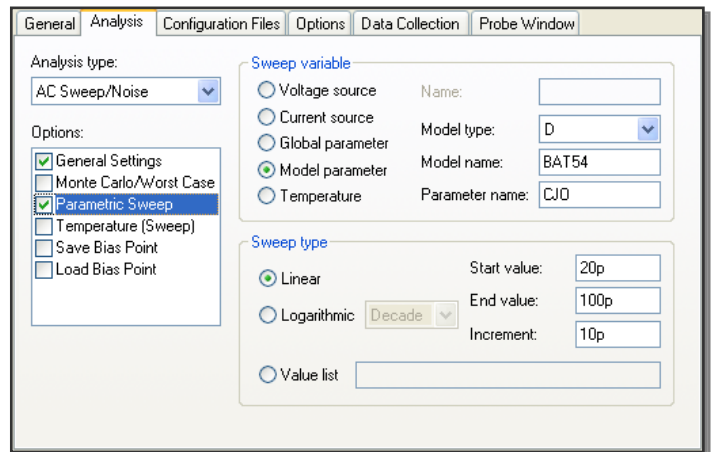 General Analysis Configuration Files Options Data Collection Probe Window
Analysis type:
AC Sweep/Noise
Options:
General Settings
Monte Carlo/Worst Case
Parametric Sweep
Temperature (Sweep)
Save Bias Point
Load Bias Point
Sweep variable
Voltage source
Current source
Global parameter
Model parameter
Temperature
Name:
Model type: D
Model name: BAT54
Parameter name: CJO
Sweep type
Linear
Logarithmic Decade
Value list
Start value: 20p
End value: 100p
Increment: 10p